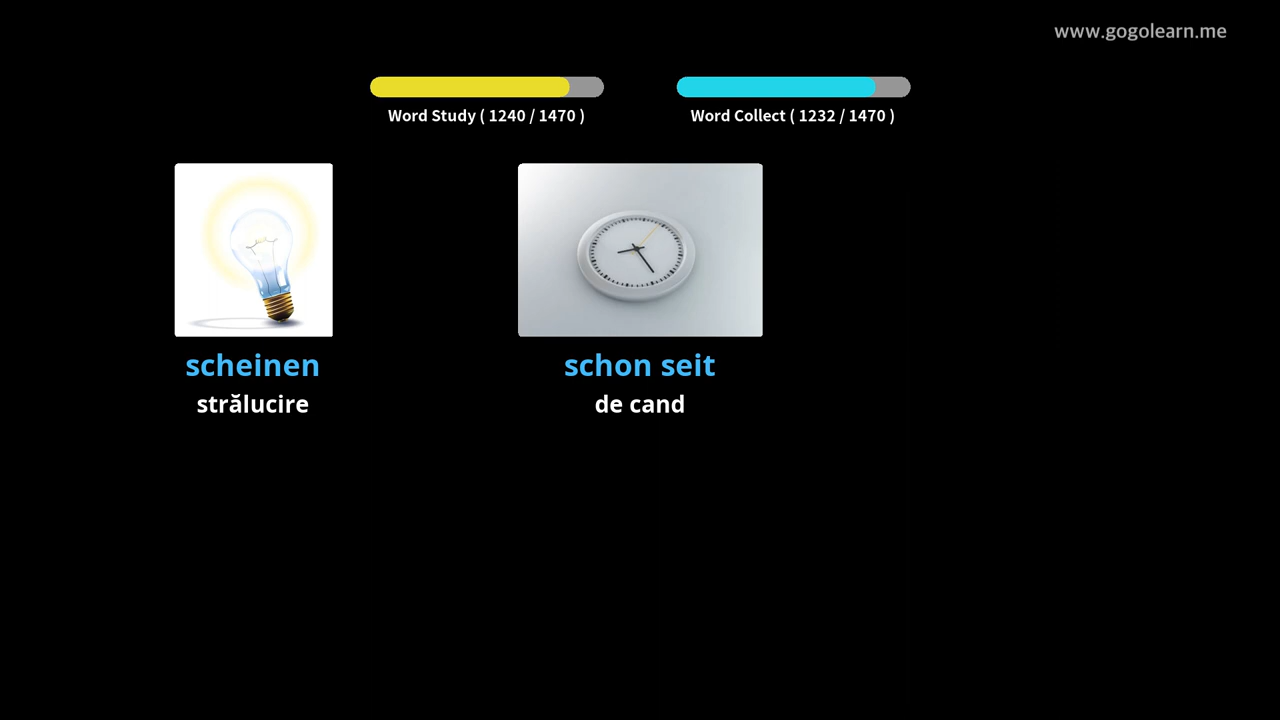 www.gogolearn.me
Word Study ( 1240 / 1470 )
Word Collect ( 1232 / 1470 )
scheinen
strălucire
schon seit
de cand